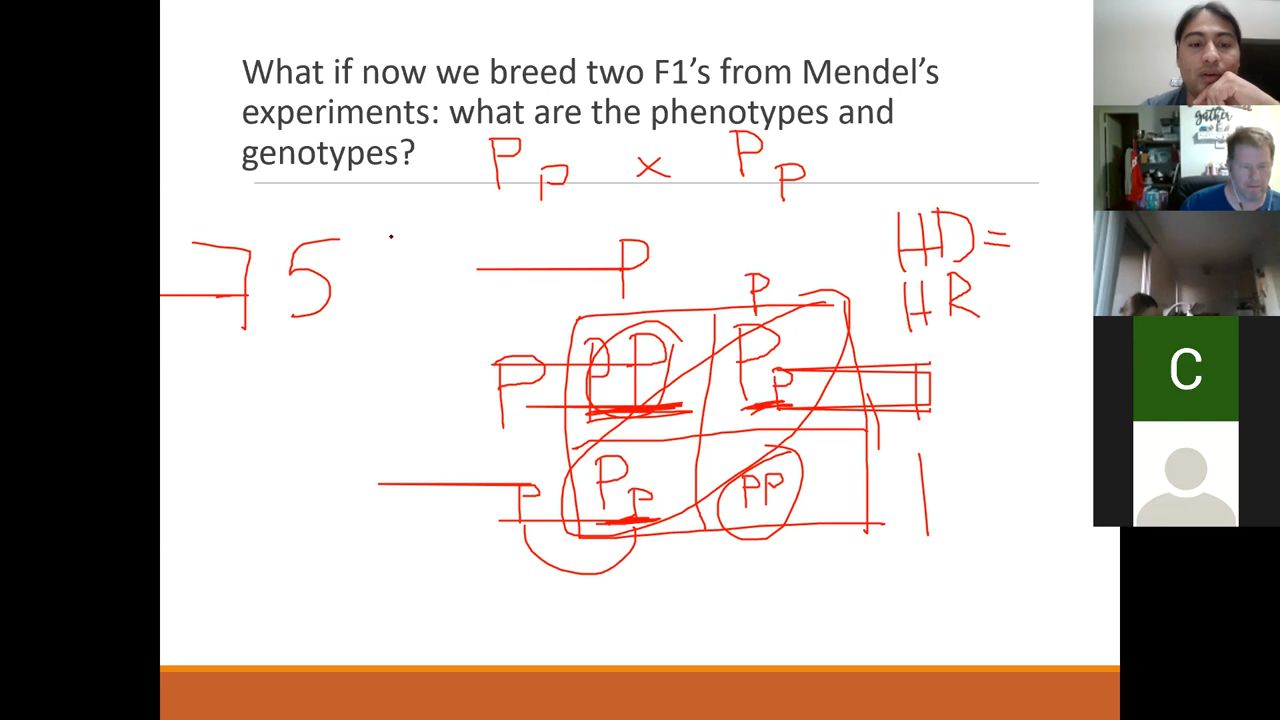 What if now we breed two F1's from Mendel's
experiments: what are the phenotypes and
genotypes?
Pp x Pp
gather
75
HD=
HR
P
p
P
PP
Pp
p
Pp
pp
C